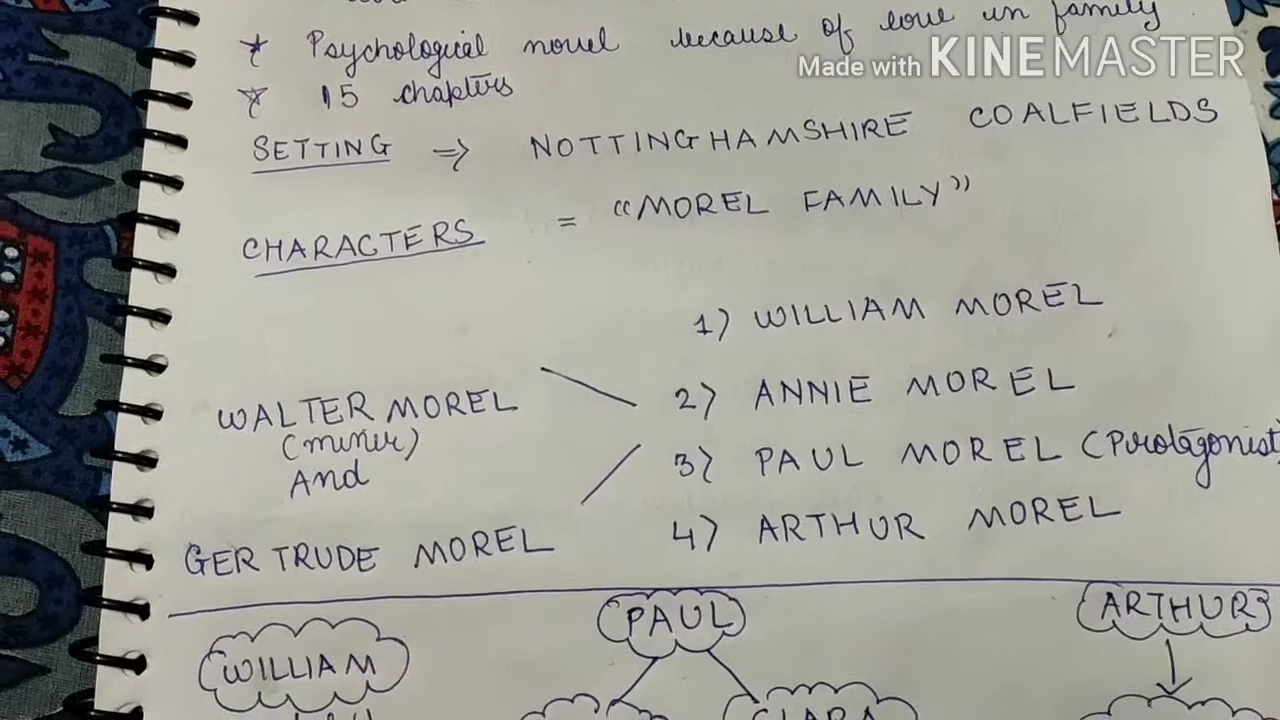 ★ Psychological novel because of love in family
Made with KINEMASTER
★ 15 chapters
SETTING ⇒ NOTTINGHAMSHIRE COALFIELDS
CHARACTERS = "MOREL FAMILY"
1) WILLIAM MOREL
WALTER MOREL
(miner)
And
GERTRUDE MOREL
2) ANNIE MOREL
3) PAUL MOREL (Protagonist)
4) ARTHUR MOREL
WILLIAM
PAUL
ARTHUR
CLARA